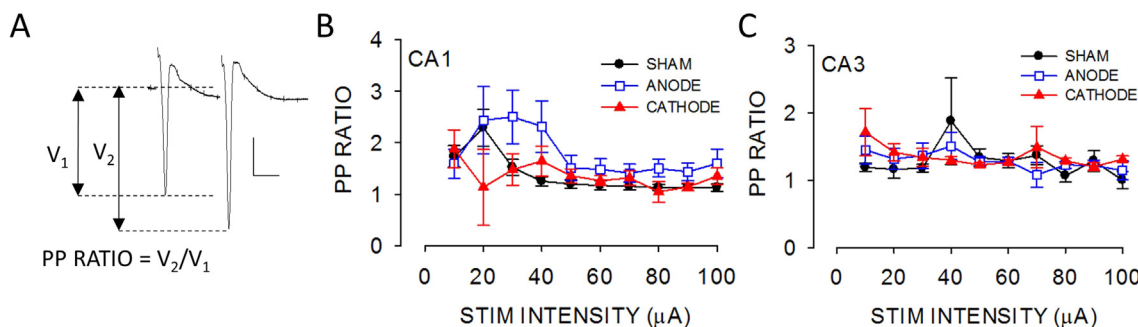 A
V1
V2
PP RATIO = V2/V1
B
CA1
SHAM
ANODE
CATHODE
PP RATIO
4
3
2
1
0
0 20 40 60 80 100
STIM INTENSITY (μA)
C
CA3
SHAM
ANODE
CATHODE
PP RATIO
3
2
1
0
0 20 40 60 80 100
STIM INTENSITY (μA)